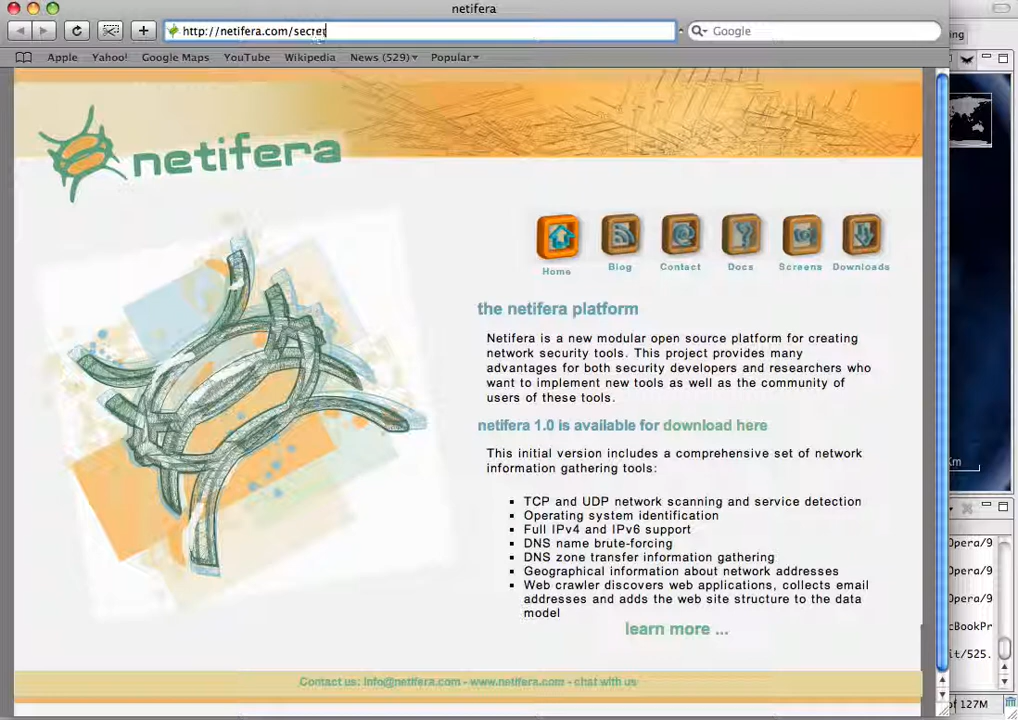 netifera
http://netifera.com/secret
Google
ing
Apple Yahoo! Google Maps YouTube Wikipedia News (529) Popular
netifera
Home Blog Contact Docs Screens Downloads
the netifera platform
Netifera is a new modular open source platform for creating
network security tools. This project provides many
advantages for both security developers and researchers who
want to implement new tools as well as the community of
users of these tools.
netifera 1.0 is available for download here
This initial version includes a comprehensive set of network
information gathering tools:
TCP and UDP network scanning and service detection
Operating system identification
Full IPv4 and IPv6 support
DNS name brute-forcing
DNS zone transfer information gathering
Geographical information about network addresses
Web crawler discovers web applications, collects email
addresses and adds the web site structure to the data
model
learn more ...
Contact us: info@netifera.com - www.netifera.com - chat with us
Km
Opera/9
Opera/9
Opera/9
cBookPr
it/525.
of 127M